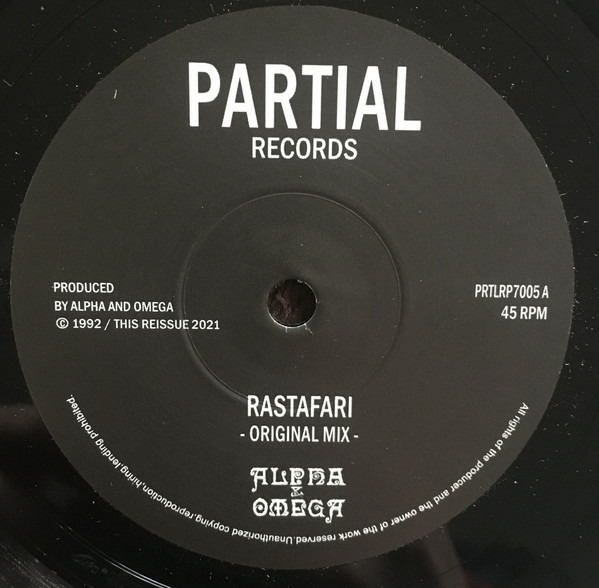 PARTIAL
RECORDS
PRODUCED
BY ALPHA AND OMEGA
© 1992 / THIS REISSUE 2021
PRTLRP7005 A
45 RPM
RASTAFARI
- ORIGINAL MIX -
ALPHA
&
OMEGA
All rights of the producer and the owner of the work reserved.Unauthorized copying,reproduction,hiring,lending prohibited.